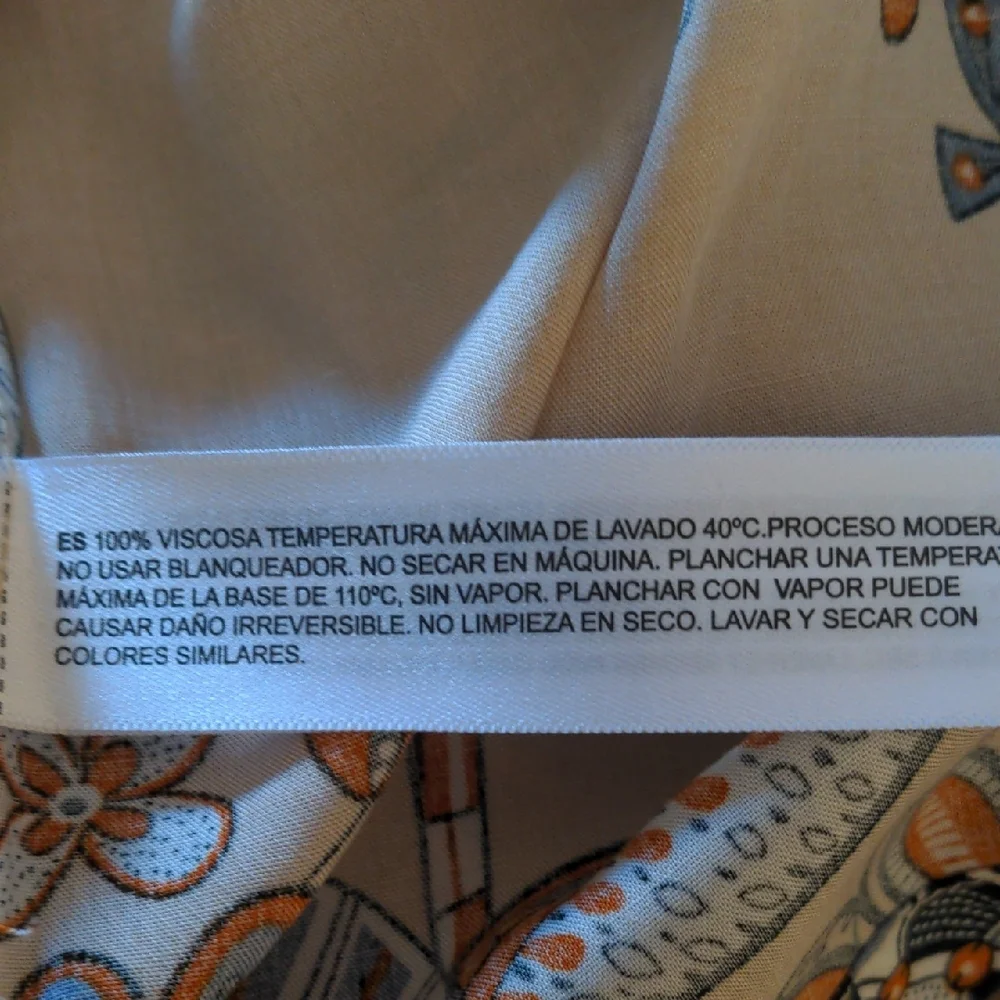 ES 100% VISCOSA TEMPERATURA MÁXIMA DE LAVADO 40ºC.PROCESO MODERA
NO USAR BLANQUEADOR. NO SECAR EN MÁQUINA. PLANCHAR UNA TEMPERA
MÁXIMA DE LA BASE DE 110ºC, SIN VAPOR. PLANCHAR CON VAPOR PUEDE
CAUSAR DAÑO IRREVERSIBLE. NO LIMPIEZA EN SECO. LAVAR Y SECAR CON
COLORES SIMILARES.